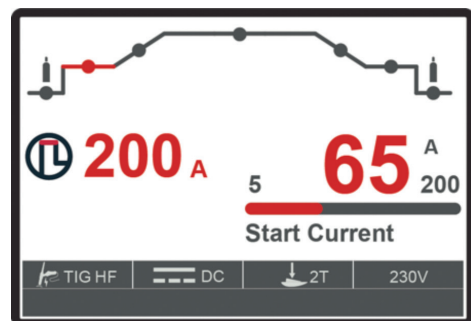 200 A
65 A
5 200
Start Current
TIG HF DC 2T 230V